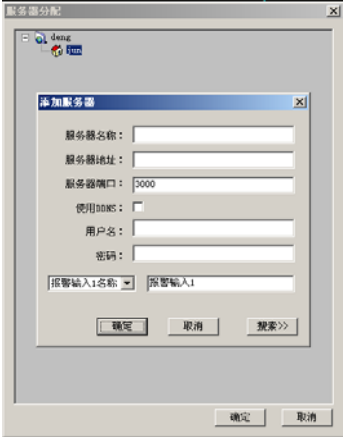 服务器分配
deng
jun
添加服务器
服务器名称：
服务器地址：
服务器端口： 3000
使用DDNS：
用户名：
密码：
报警输入1名称 报警输入1
确定 取消 搜索>>
确定 取消